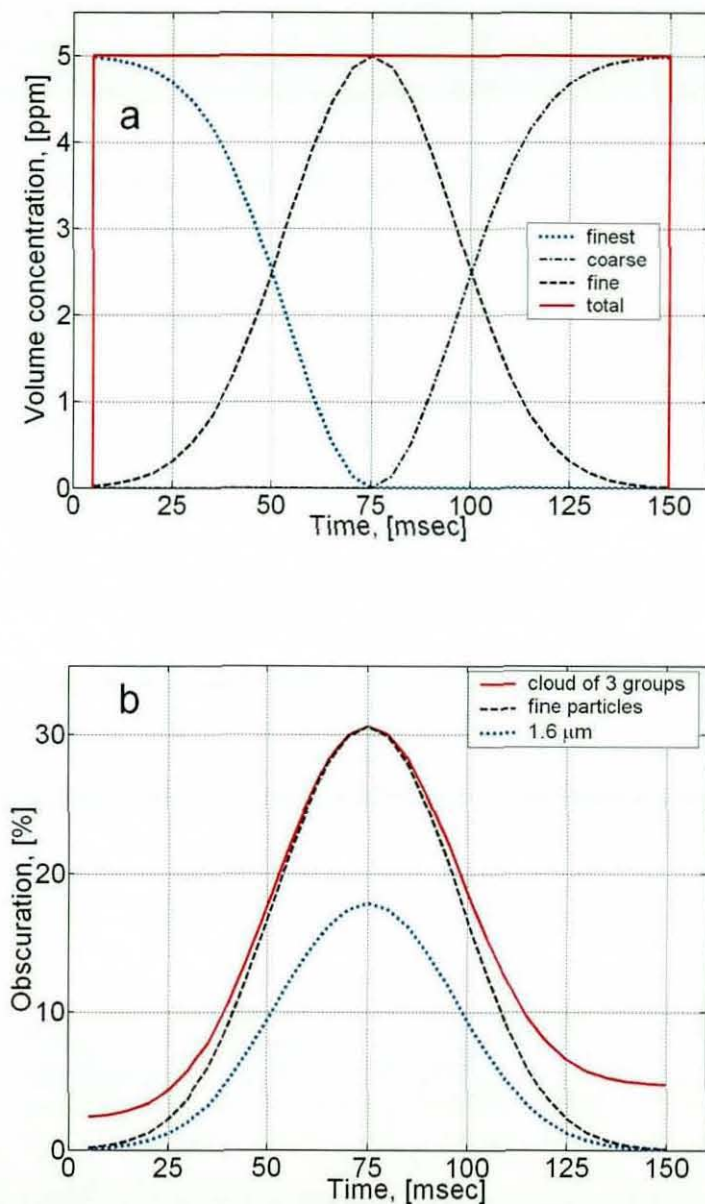 5
4
3
2
1
0
Volume concentration, [ppm]
a
finest
coarse
fine
total
0 25 50 75 100 125 150
Time, [msec]
30
20
10
0
Obscuration, [%]
b
cloud of 3 groups
fine particles
1.6 μm
0 25 50 75 100 125 150
Time, [msec]